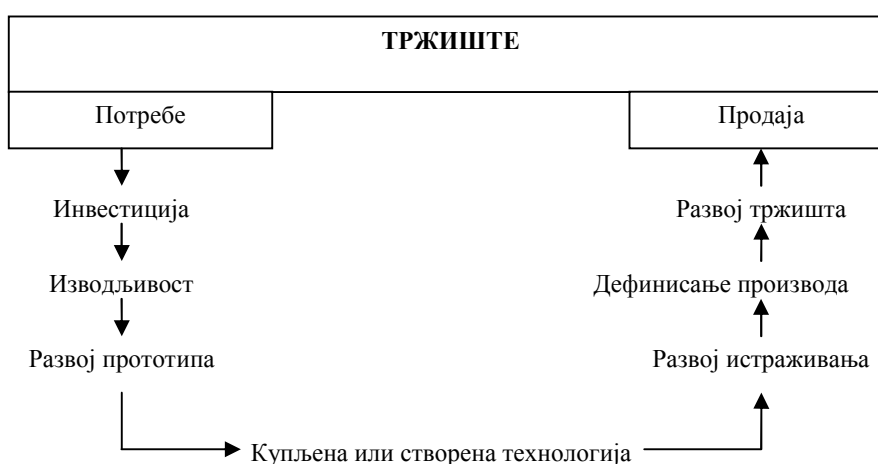 ТРЖИШТЕ
Потребе
Продаја
Инвестиција
Развој тржишта
Изводљивост
Дефинисање производа
Развој прототипа
Развој истраживања
Купљена или створена технологија